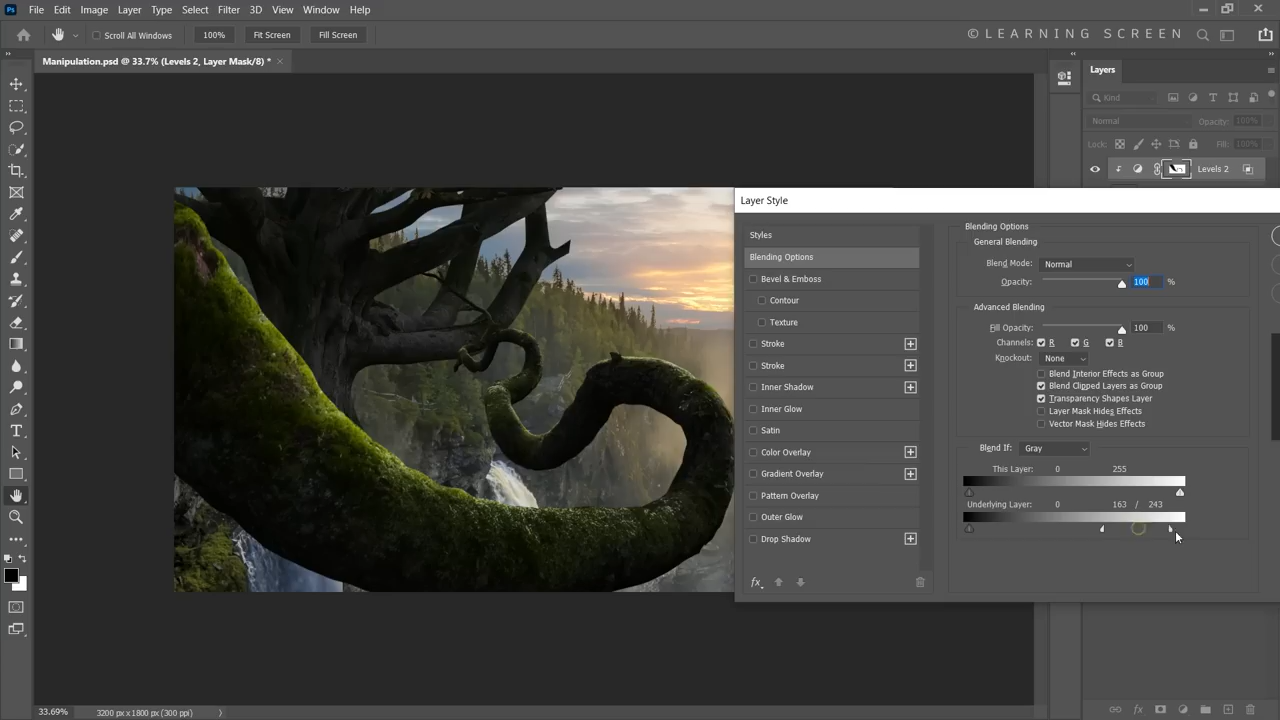 Ps File Edit Image Layer Type Select Filter 3D View Window Help
Scroll All Windows 100% Fit Screen Fill Screen
© LEARNING SCREEN
Manipulation.psd @ 33.7% (Levels 2, Layer Mask/8) *
Layers
Kind
Normal Opacity: 100%
Lock: Fill: 100%
Levels 2
Layer Style
Styles
Blending Options
Bevel & Emboss
Contour
Texture
Stroke
Stroke
Inner Shadow
Inner Glow
Satin
Color Overlay
Gradient Overlay
Pattern Overlay
Outer Glow
Drop Shadow
fx
Blending Options
General Blending
Blend Mode: Normal
Opacity: 100 %
Advanced Blending
Fill Opacity: 100 %
Channels: R G B
Knockout: None
Blend Interior Effects as Group
Blend Clipped Layers as Group
Transparency Shapes Layer
Layer Mask Hides Effects
Vector Mask Hides Effects
Blend If: Gray
This Layer: 0 255
Underlying Layer: 0 163 / 243
33.69% 3200 px x 1800 px (300 ppi)
fx